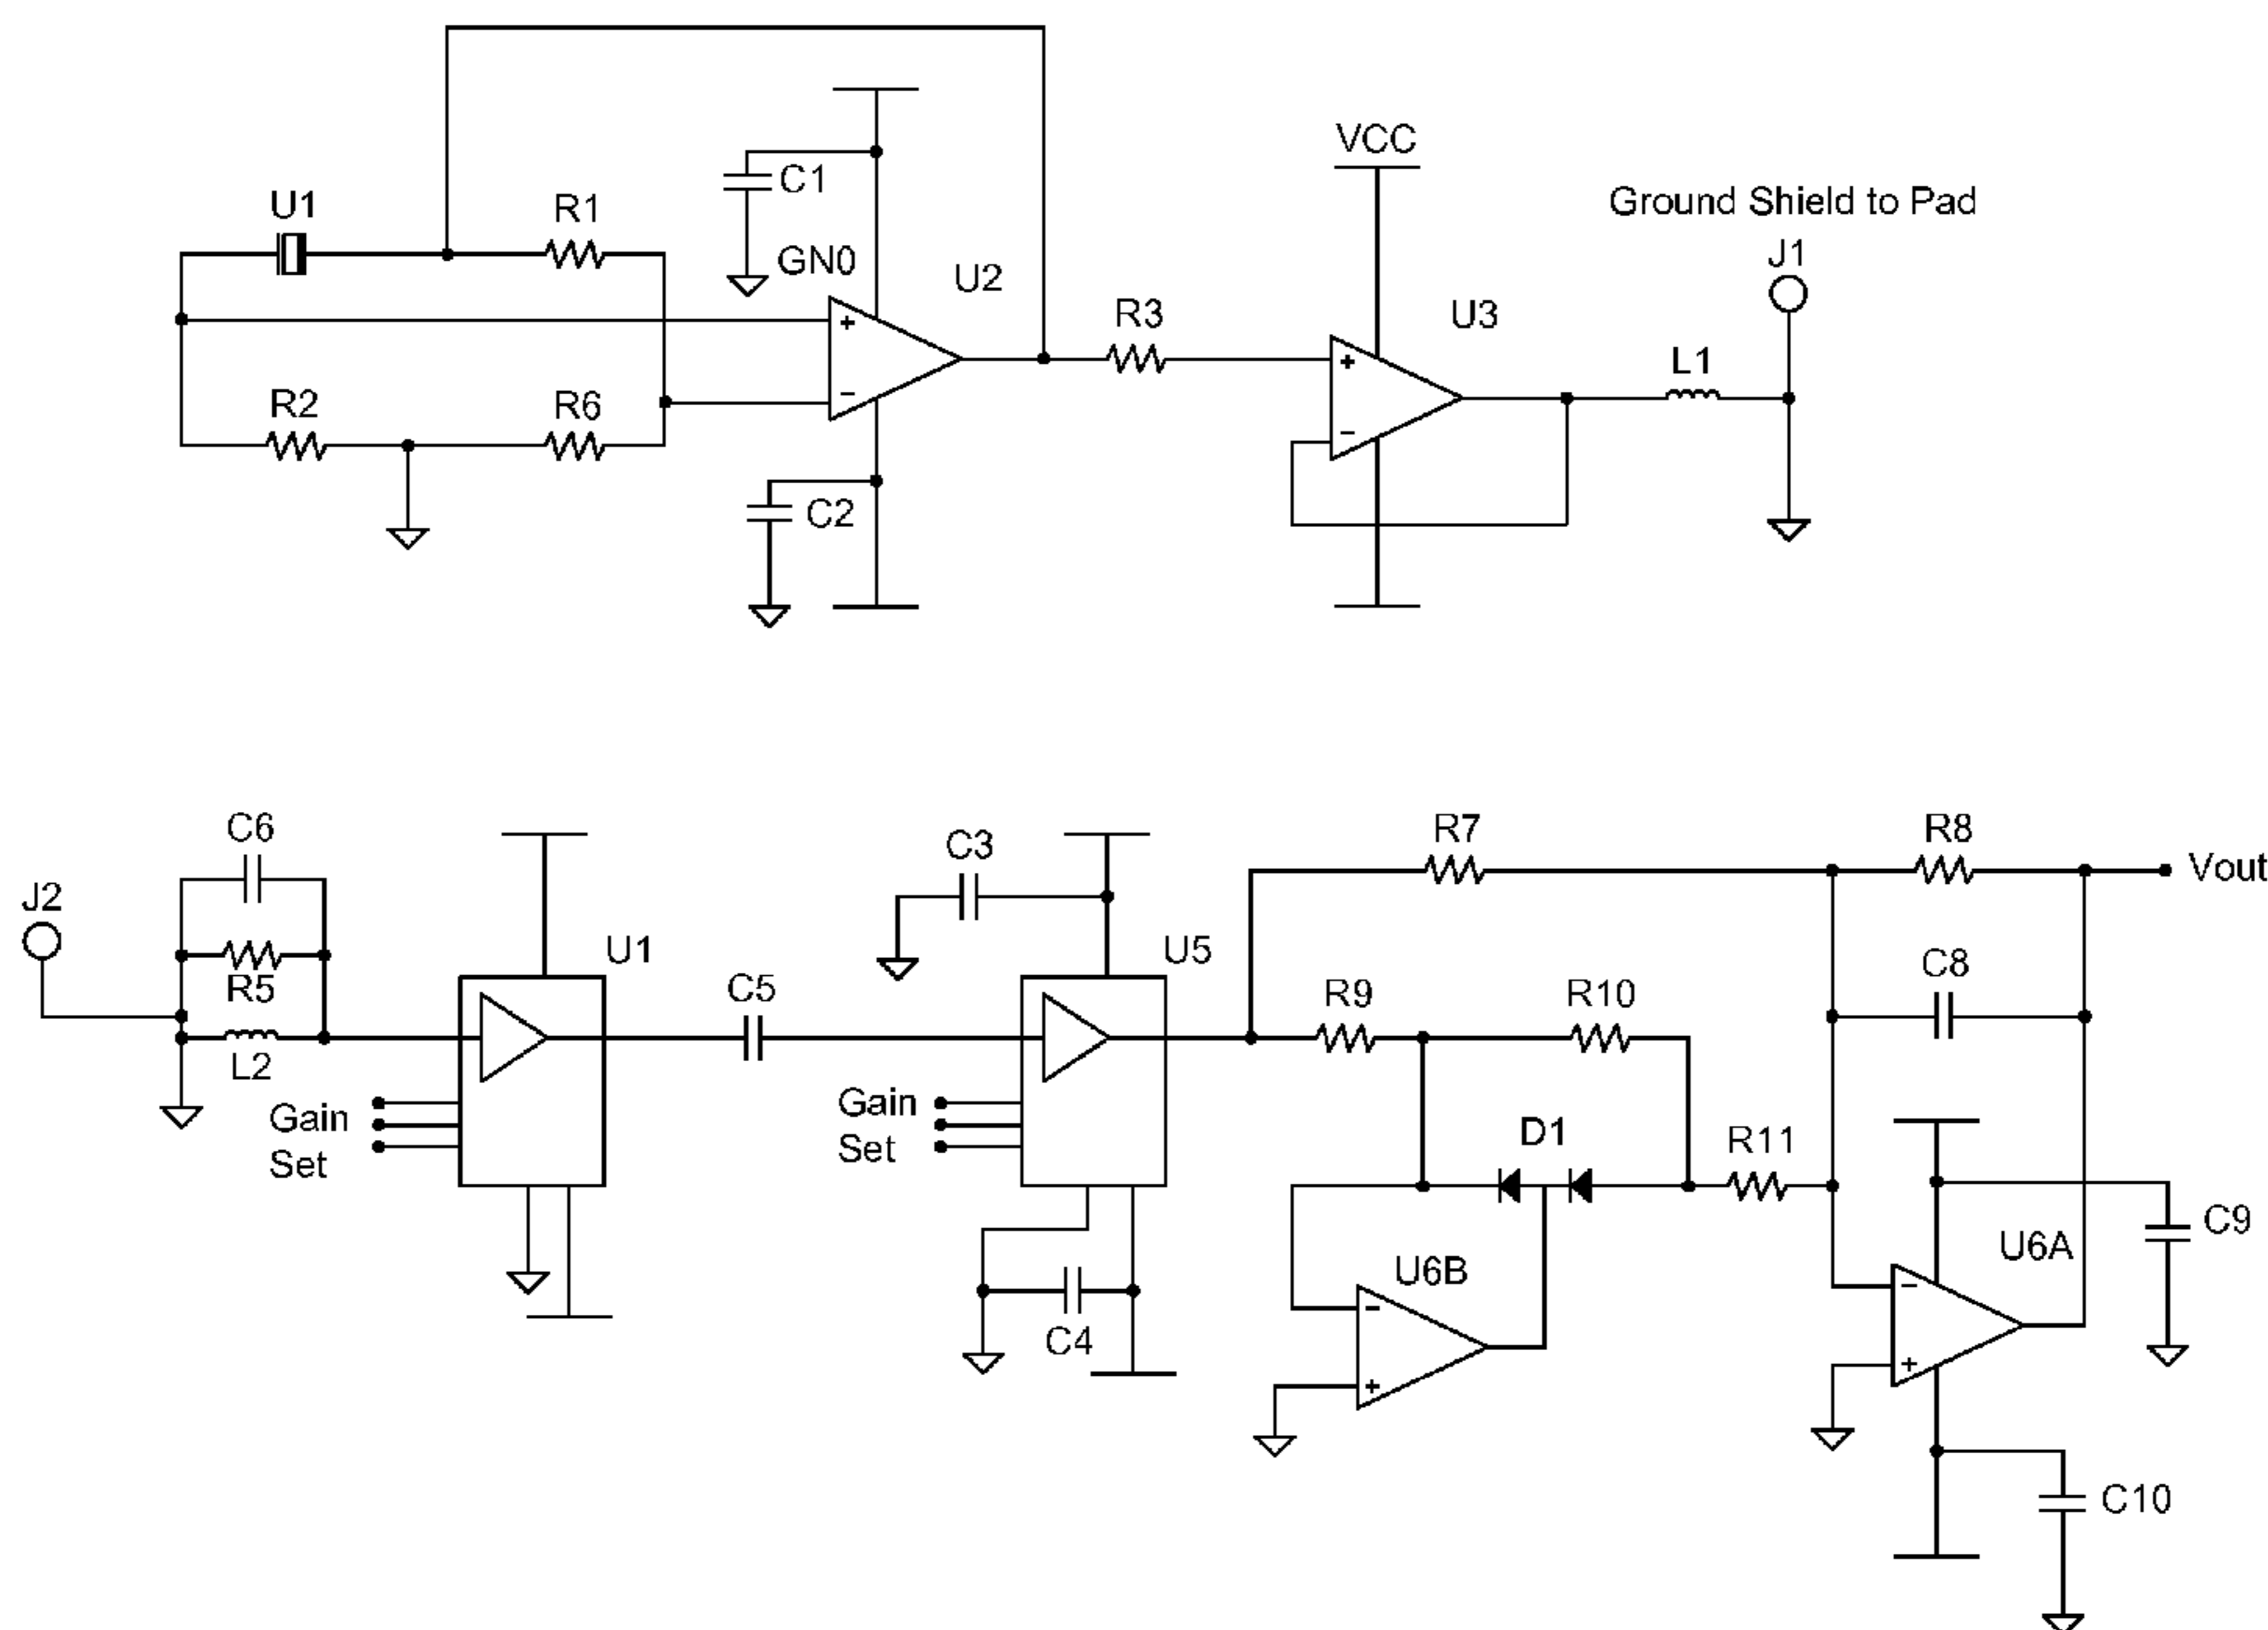 VCC
Ground Shield to Pad
J1
U1
R1
C1
GN0
U2
R3
U3
L1
R2
R6
C2
+
−
+
−
C6
J2
R5
L2
U1
C5
C3
U5
R7
R8
Vout
C8
R9
R10
Gain
Set
Gain
Set
D1
R11
C9
U6A
U6B
C4
−
+
−
+
C10